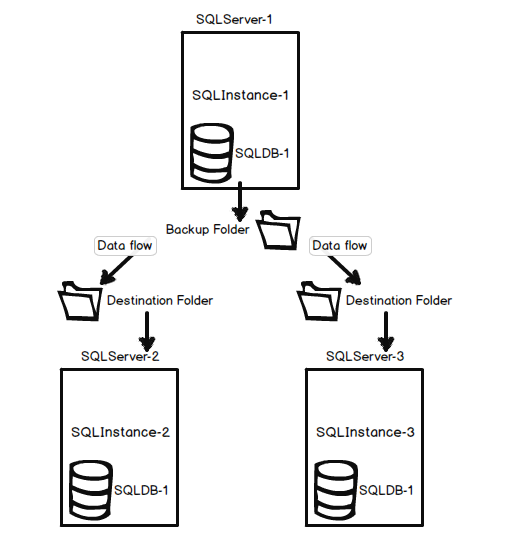 SQLServer-1
SQLInstance-1
SQLDB-1
Backup Folder
Data flow
Data flow
Destination Folder
Destination Folder
SQLServer-2
SQLServer-3
SQLInstance-2
SQLInstance-3
SQLDB-1
SQLDB-1